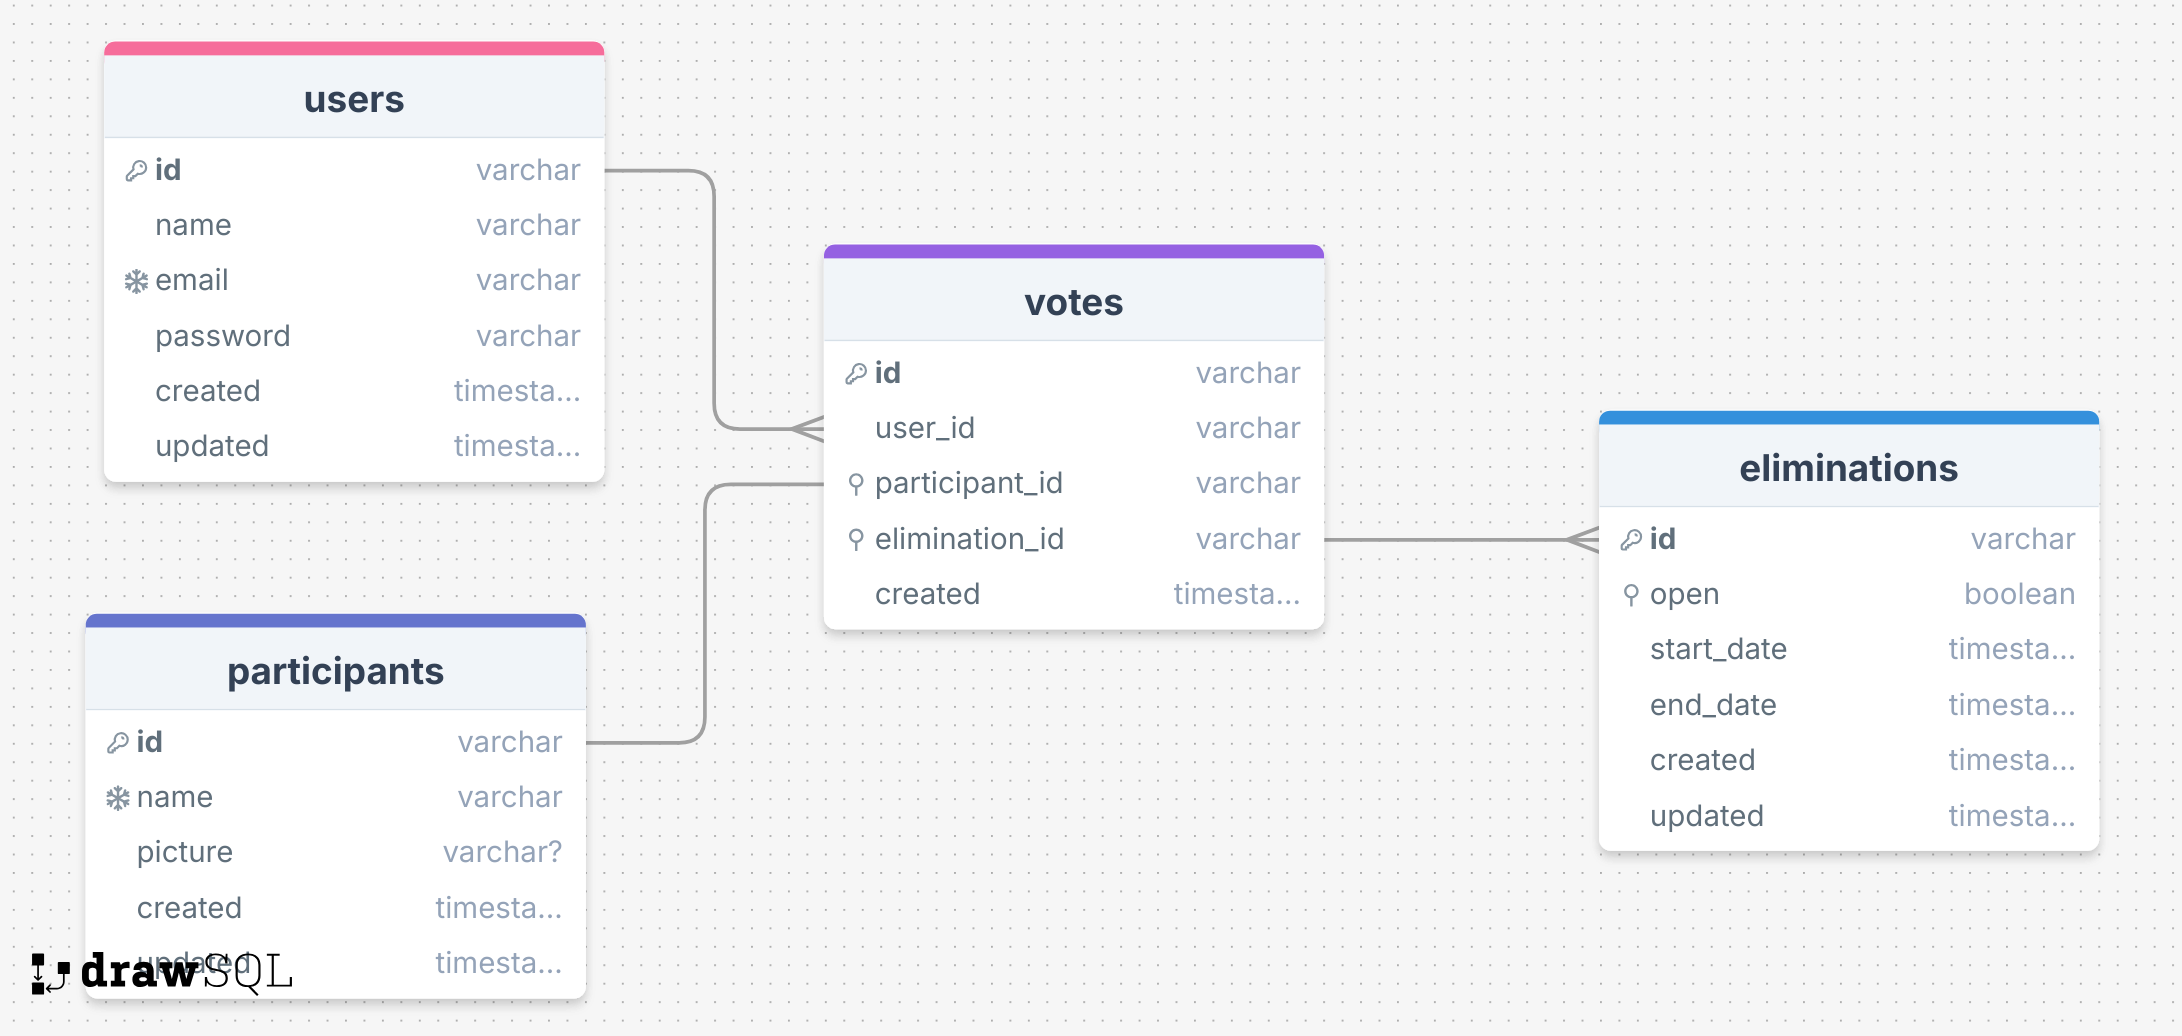 users
id varchar
name varchar
email varchar
password varchar
created timesta...
updated timesta...
votes
id varchar
user_id varchar
participant_id varchar
elimination_id varchar
created timesta...
eliminations
id varchar
open boolean
start_date timesta...
end_date timesta...
created timesta...
updated timesta...
participants
id varchar
name varchar
picture varchar?
created timesta...
updated timesta...
drawSQL